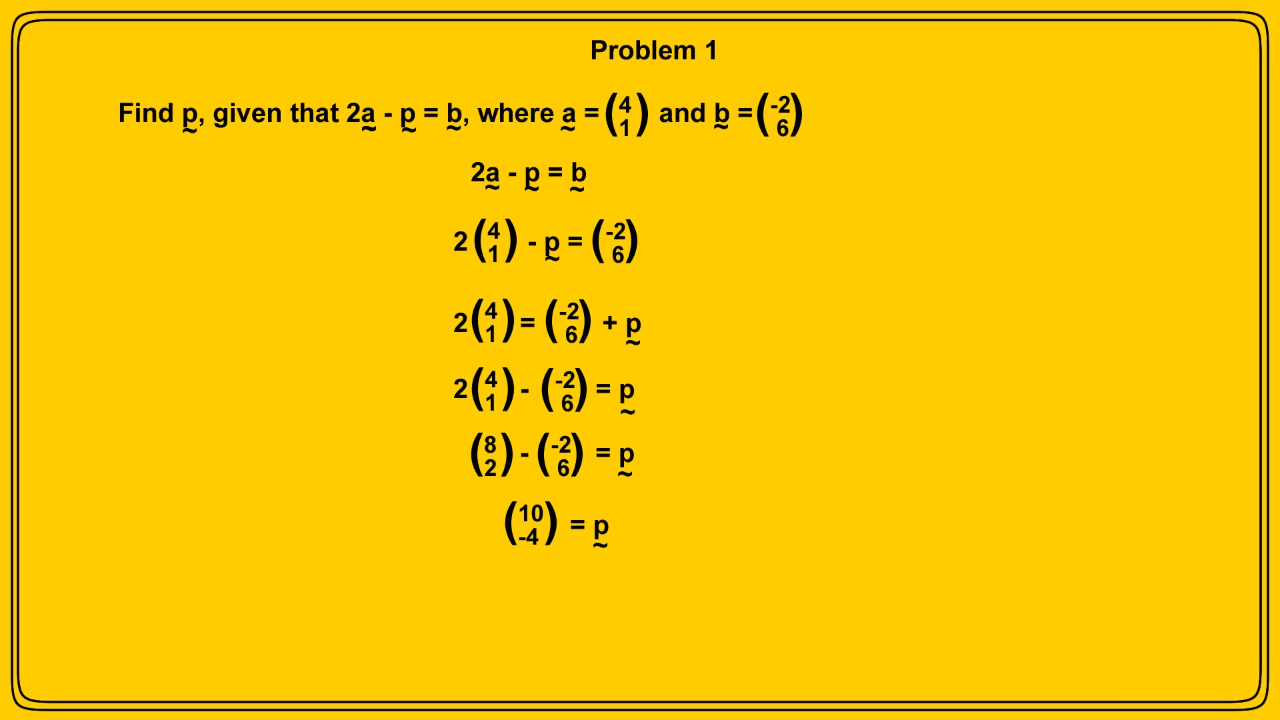 Problem 1
Find p̰, given that 2a̰ - p̰ = b̰, where a̰ = (4 1) and b̰ = (-2 6)
2a̰ - p̰ = b̰
2 (4 1) - p̰ = (-2 6)
2 (4 1) = (-2 6) + p̰
2 (4 1) - (-2 6) = p̰
(8 2) - (-2 6) = p̰
(10 -4) = p̰